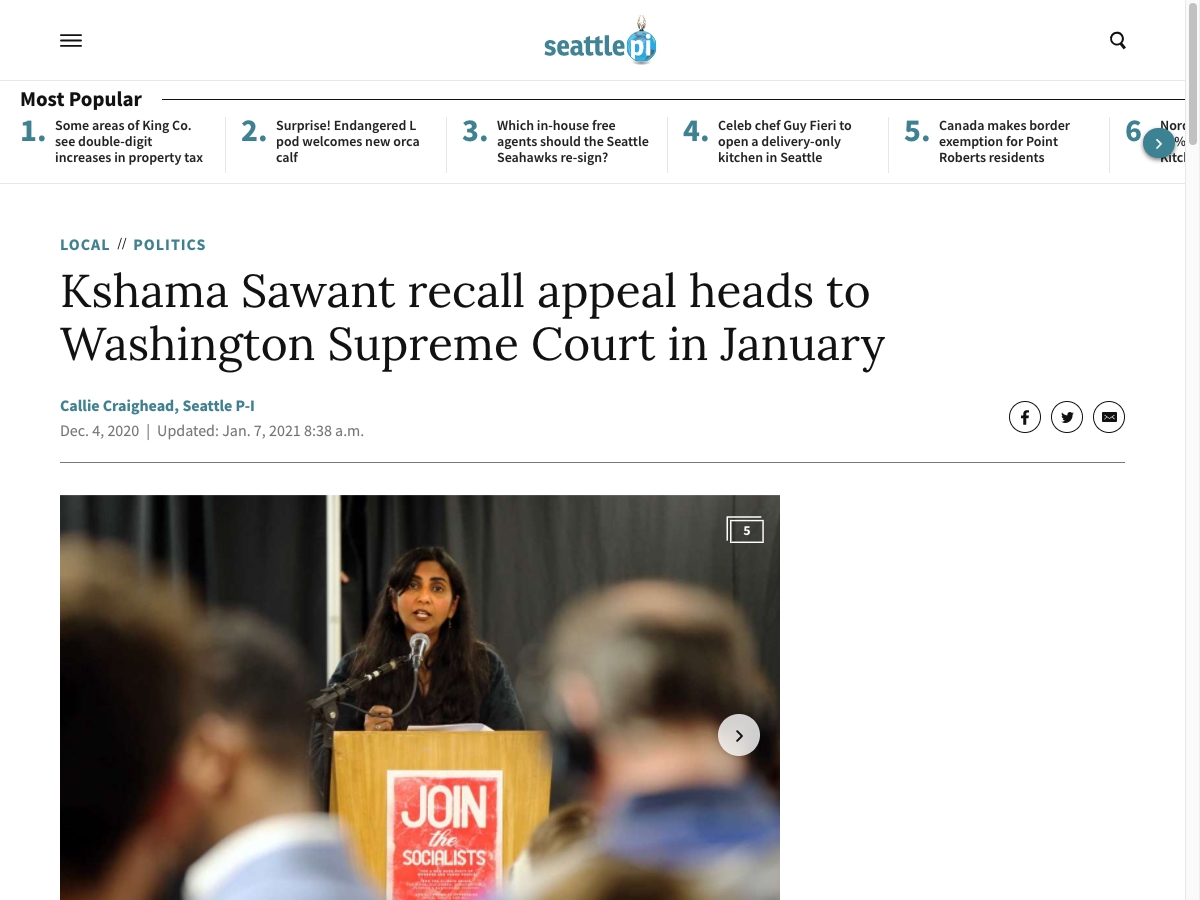 seattlepi
Most Popular
1. Some areas of King Co.
see double-digit
increases in property tax
2. Surprise! Endangered L
pod welcomes new orca
calf
3. Which in-house free
agents should the Seattle
Seahawks re-sign?
4. Celeb chef Guy Fieri to
open a delivery-only
kitchen in Seattle
5. Canada makes border
exemption for Point
Roberts residents
6.
LOCAL // POLITICS
Kshama Sawant recall appeal heads to
Washington Supreme Court in January
Callie Craighead, Seattle P-I
Dec. 4, 2020 | Updated: Jan. 7, 2021 8:38 a.m.
5
JOIN
the
SOCIALISTS